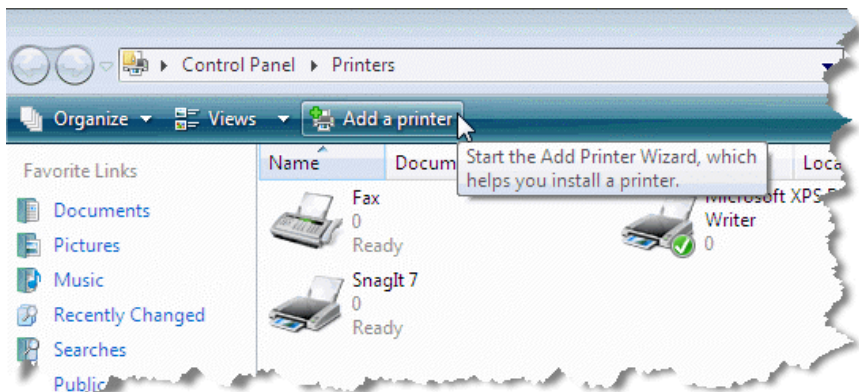 Control Panel Printers
Organize Views Add a printer
Name Docum Loca
Start the Add Printer Wizard, which
helps you install a printer.
Favorite Links
Documents
Pictures
Music
Recently Changed
Searches
Public
Fax
0
Ready
Microsoft XPS
Writer
0
SnagIt 7
0
Ready